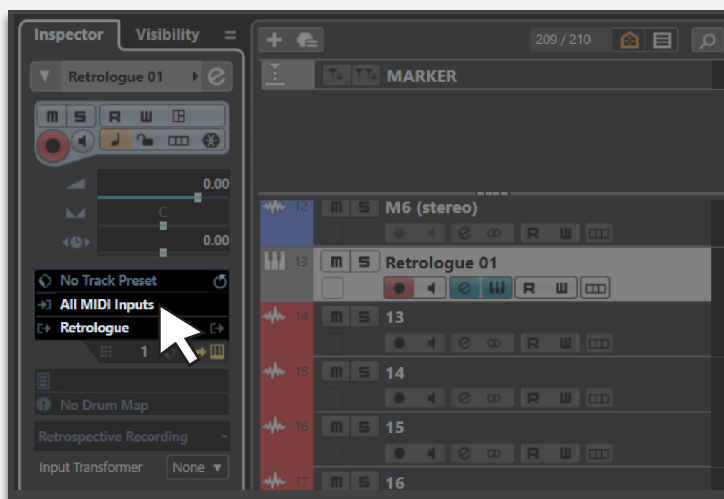 Inspector
Visibility
209 / 210
Retrologue 01
e
MARKER
m S R W
0.00
C
0.00
12 m S M6 (stereo)
e R W
No Track Preset
All MIDI Inputs
Retrologue
1
13 m S Retrologue 01
e R W
14 m S 13
e R W
No Drum Map
15 m S 14
e R W
Retrospective Recording
16 m S 15
e R W
Input Transformer None
17 m S 16